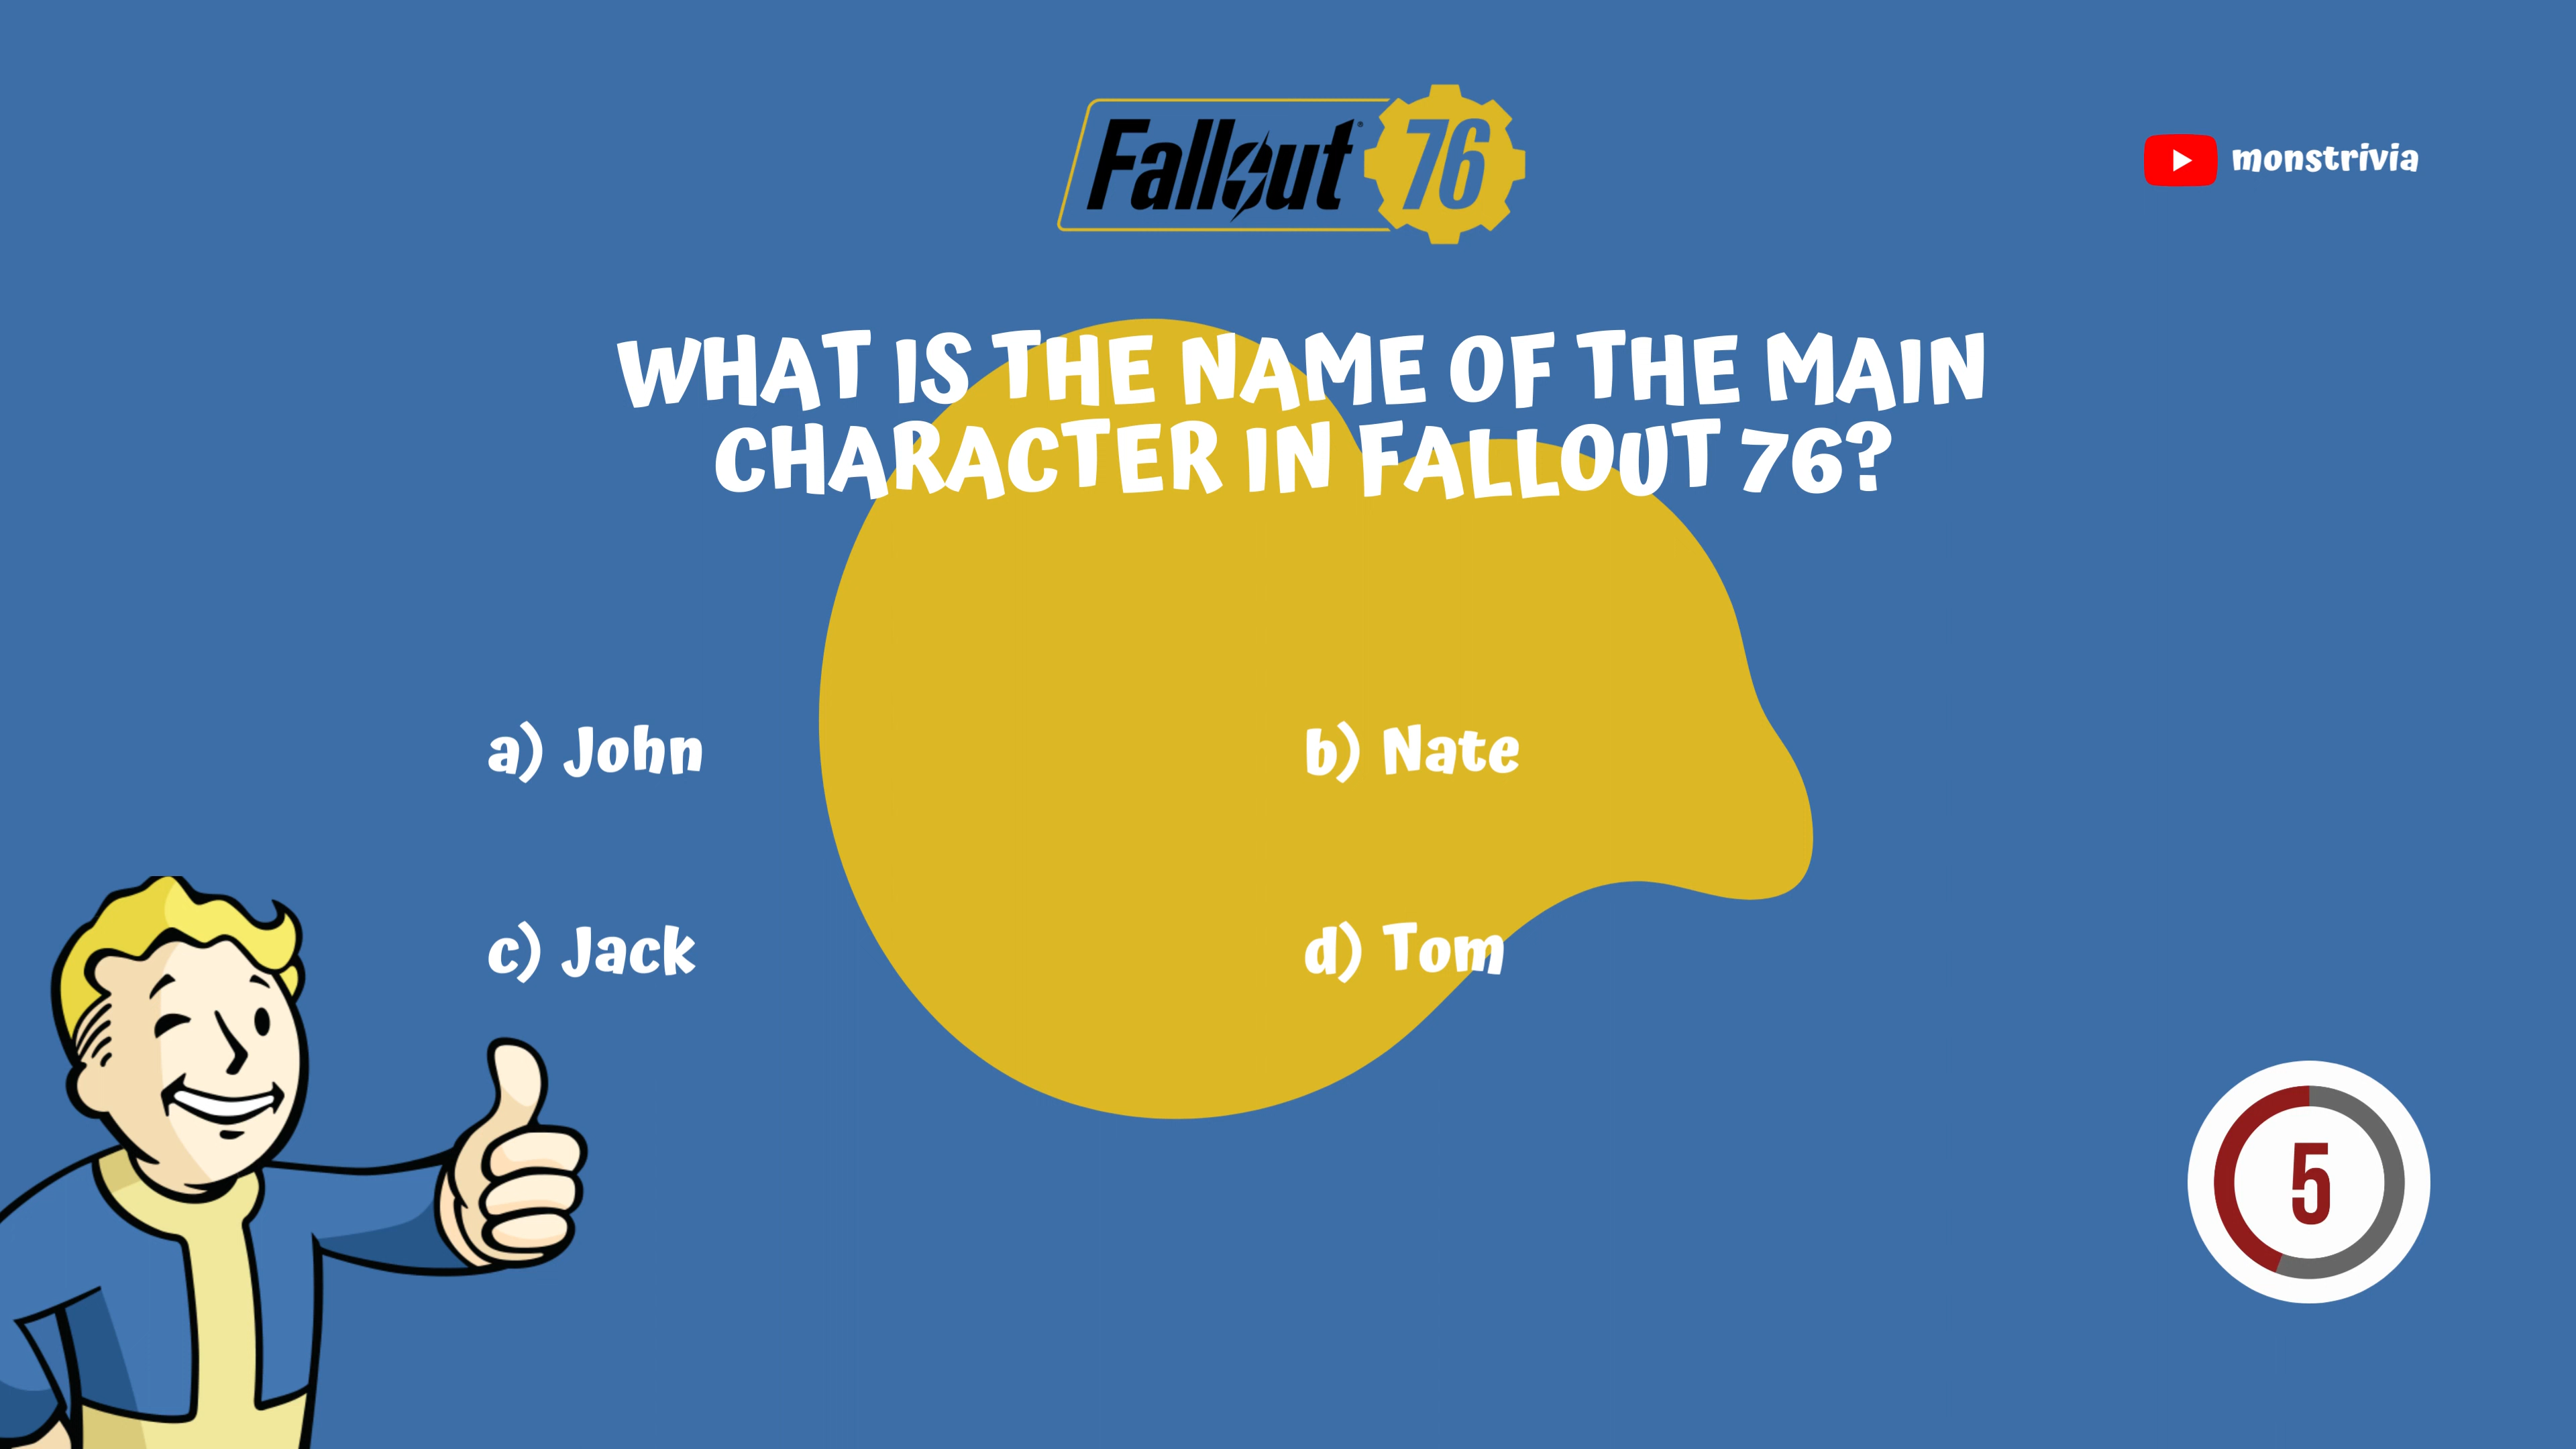 Fallout 76
monstrivia
WHAT IS THE NAME OF THE MAIN
CHARACTER IN FALLOUT 76?
a) John
b) Nate
c) Jack
d) Tom
5